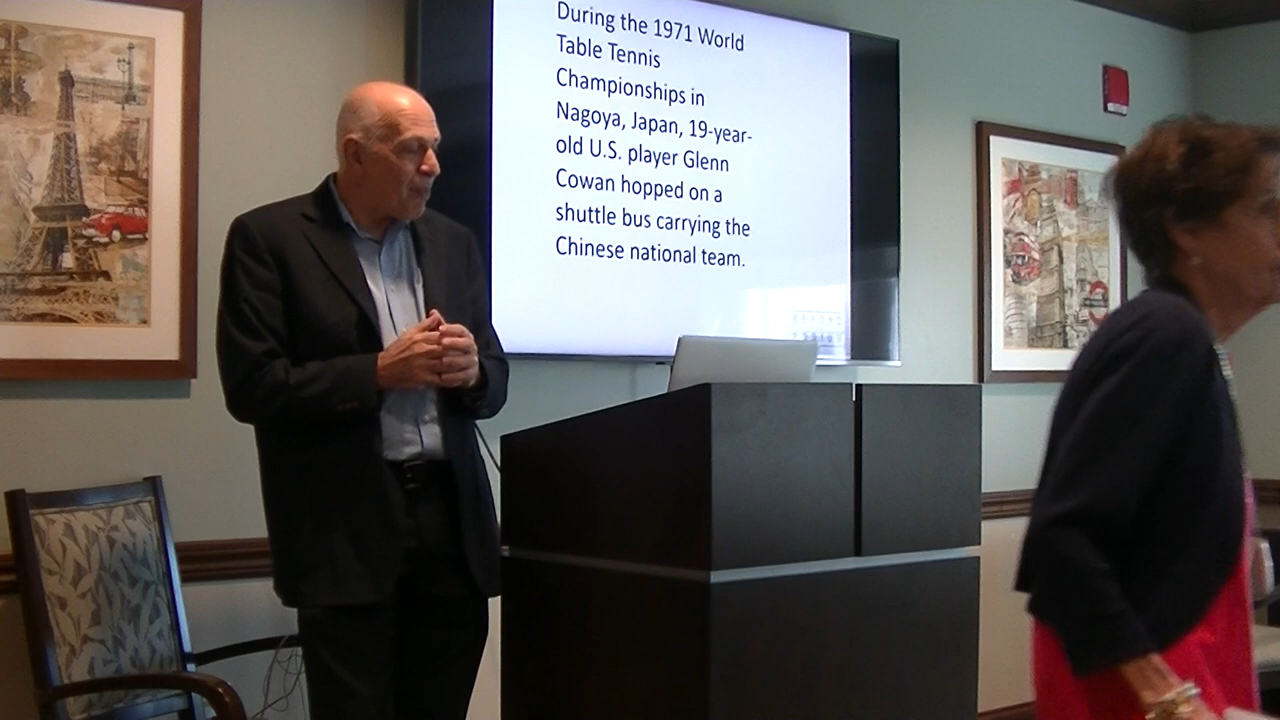 During the 1971 World
Table Tennis
Championships in
Nagoya, Japan, 19-year-
old U.S. player Glenn
Cowan hopped on a
shuttle bus carrying the
Chinese national team.